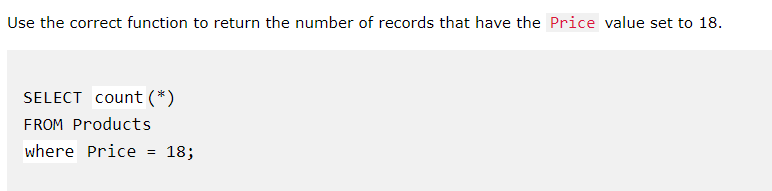 Use the correct function to return the number of records that have the Price value set to 18.
SELECT count(*)
FROM Products
where Price = 18;